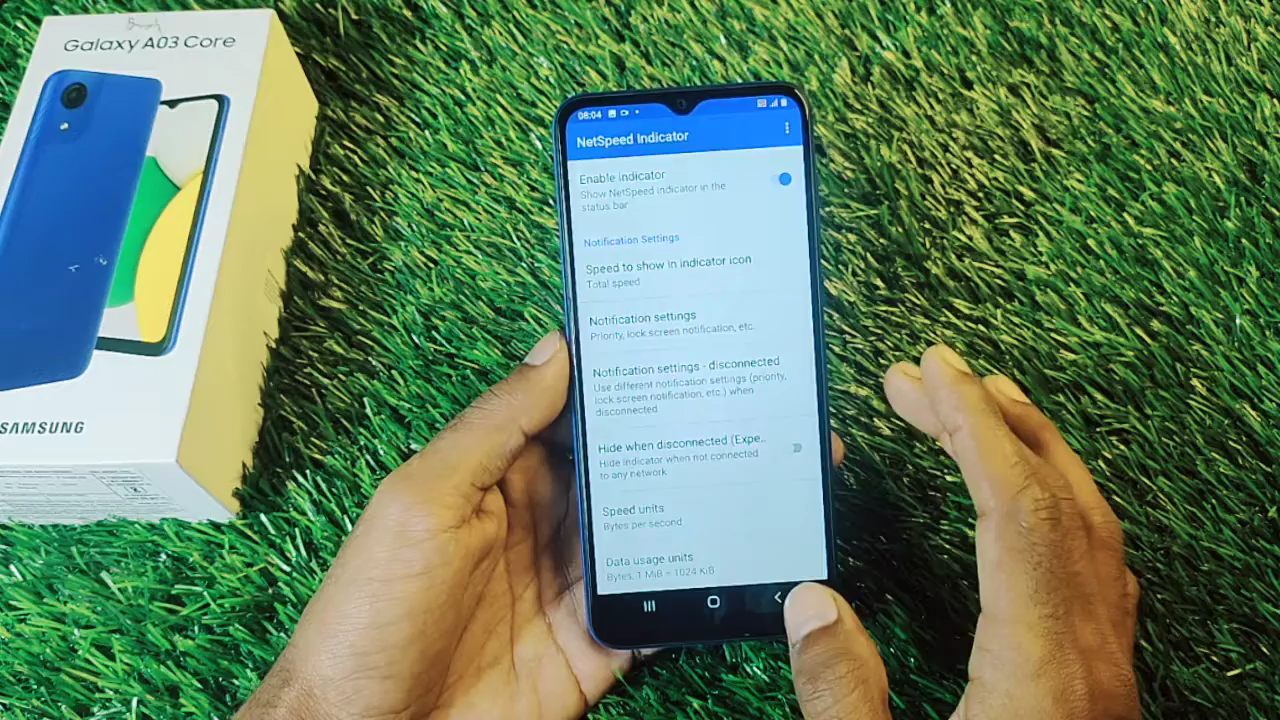 Galaxy A03 Core
SAMSUNG
08:04
NetSpeed Indicator
Enable indicator
Show NetSpeed indicator in the
status bar
Notification Settings
Speed to show in indicator icon
Total speed
Notification settings
Priority, lock screen notification, etc.
Notification settings - disconnected
Use different notification settings (priority,
lock screen notification, etc.) when
disconnected
Hide when disconnected (Expe..
Hide indicator when not connected
to any network
Speed units
Bytes per second
Data usage units
Bytes, 1 MiB = 1024 KiB